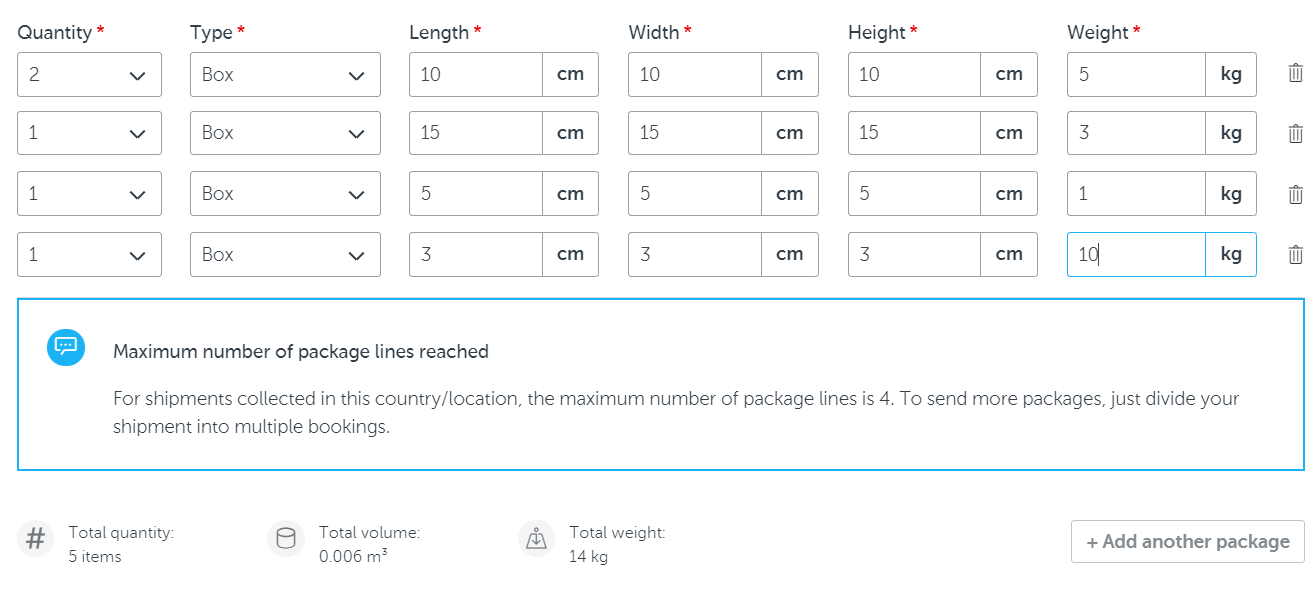 Quantity * Type * Length * Width * Height * Weight *
2 Box 10 cm 10 cm 10 cm 5 kg
1 Box 15 cm 15 cm 15 cm 3 kg
1 Box 5 cm 5 cm 5 cm 1 kg
1 Box 3 cm 3 cm 3 cm 10 kg
Maximum number of package lines reached
For shipments collected in this country/location, the maximum number of package lines is 4. To send more packages, just divide your
shipment into multiple bookings.
# Total quantity: Total volume: Total weight:
5 items 0.006 m³ 14 kg
+ Add another package